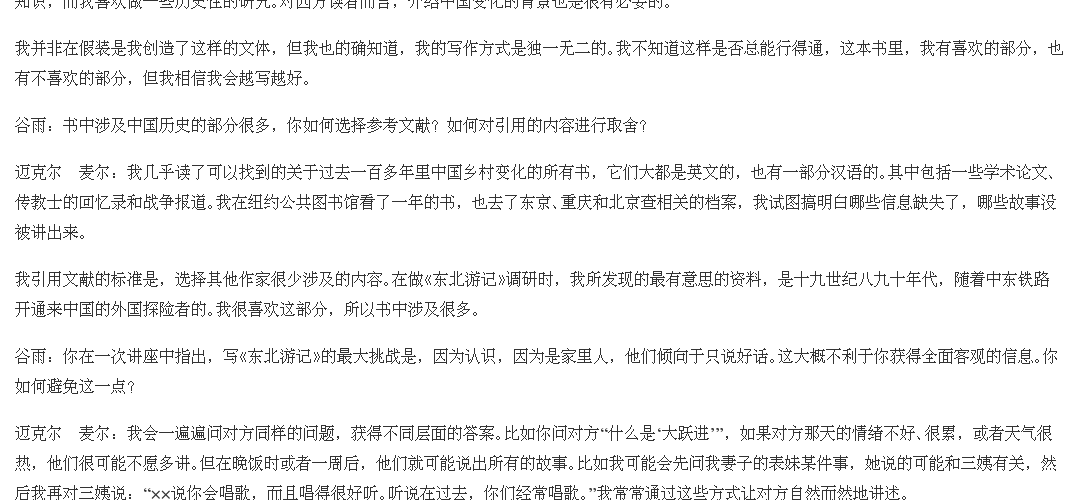 知识，而我喜欢做一些历史性的研究。对西方读者而言，介绍中国变化的背景也是很有必要的。
我并非在假装是我创造了这样的文体，但我也的确知道，我的写作方式是独一无二的。我不知道这样是否总能行得通，这本书里，我有喜欢的部分，也
有不喜欢的部分，但我相信我会越写越好。
谷雨：书中涉及中国历史的部分很多，你如何选择参考文献？如何对引用的内容进行取舍？
迈克尔　麦尔：我几乎读了可以找到的关于过去一百多年里中国乡村变化的所有书，它们大都是英文的，也有一部分汉语的。其中包括一些学术论文、
传教士的回忆录和战争报道。我在纽约公共图书馆看了一年的书，也去了东京、重庆和北京查相关的档案，我试图搞明白哪些信息缺失了，哪些故事没
被讲出来。
我引用文献的标准是，选择其他作家很少涉及的内容。在做《东北游记》调研时，我所发现的最有意思的资料，是十九世纪八九十年代，随着中东铁路
开通来中国的外国探险者的。我很喜欢这部分，所以书中涉及很多。
谷雨：你在一次讲座中指出，写《东北游记》的最大挑战是，因为认识，因为是家里人，他们倾向于只说好话。这大概不利于你获得全面客观的信息。你
如何避免这一点？
迈克尔　麦尔：我会一遍遍问对方同样的问题，获得不同层面的答案。比如你问对方“什么是‘大跃进’”，如果对方那天的情绪不好、很累，或者天气很
热，他们很可能不愿多讲。但在晚饭时或者一周后，他们就可能说出所有的故事。比如我可能会先问我妻子的表妹某件事，她说的可能和三姨有关，然
后我再对三姨说：“××说你会唱歌，而且唱得很好听。听说在过去，你们经常唱歌。”我常常通过这些方式让对方自然而然地讲述。